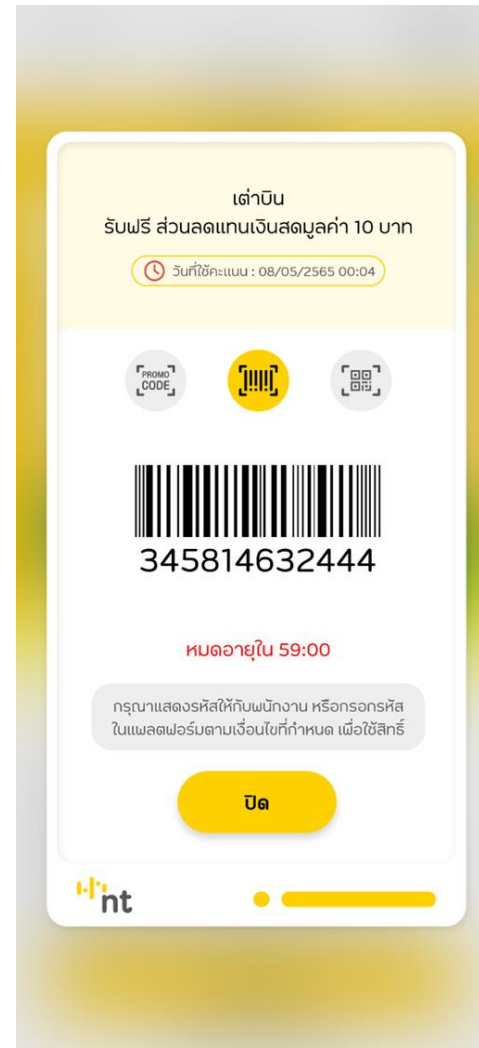 เต่าบิน
รับฟรี ส่วนลดแทนเงินสดมูลค่า 10 บาท
วันที่ใช้คะแนน : 08/05/2565 00:04
PROMO
CODE
345814632444
หมดอายุใน 59:00
กรุณาแสดงรหัสให้กับพนักงาน หรือกรอกรหัส
ในแพลตฟอร์มตามเงื่อนไขที่กำหนด เพื่อใช้สิทธิ์
ปิด
nt